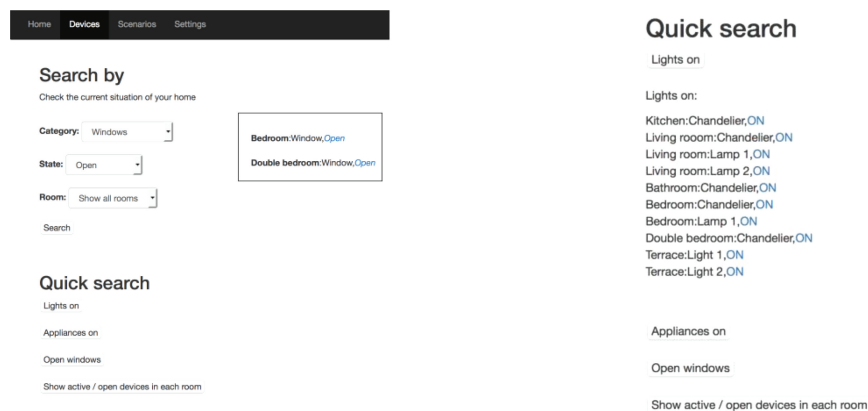 Home Devices Scenarios Settings
Search by
Check the current situation of your home
Category: Windows
State: Open
Room: Show all rooms
Search
Bedroom:Window,Open
Double bedroom:Window,Open
Quick search
Lights on
Appliances on
Open windows
Show active / open devices in each room
Quick search
Lights on
Lights on:
Kitchen:Chandelier,ON
Living rooom:Chandelier,ON
Living room:Lamp 1,ON
Living room:Lamp 2,ON
Bathroom:Chandelier,ON
Bedroom:Chandelier,ON
Bedroom:Lamp 1,ON
Double bedroom:Chandelier,ON
Terrace:Light 1,ON
Terrace:Light 2,ON
Appliances on
Open windows
Show active / open devices in each room